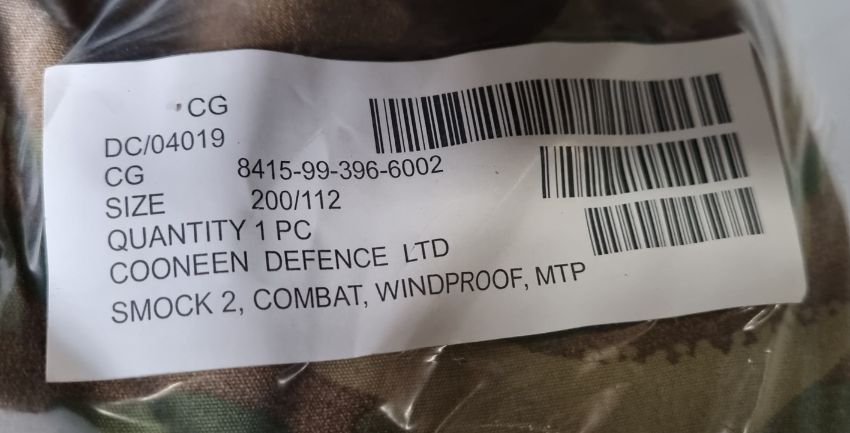 CG
DC/04019
CG 8415-99-396-6002
SIZE 200/112
QUANTITY 1 PC
COONEEN DEFENCE LTD
SMOCK 2, COMBAT, WINDPROOF, MTP